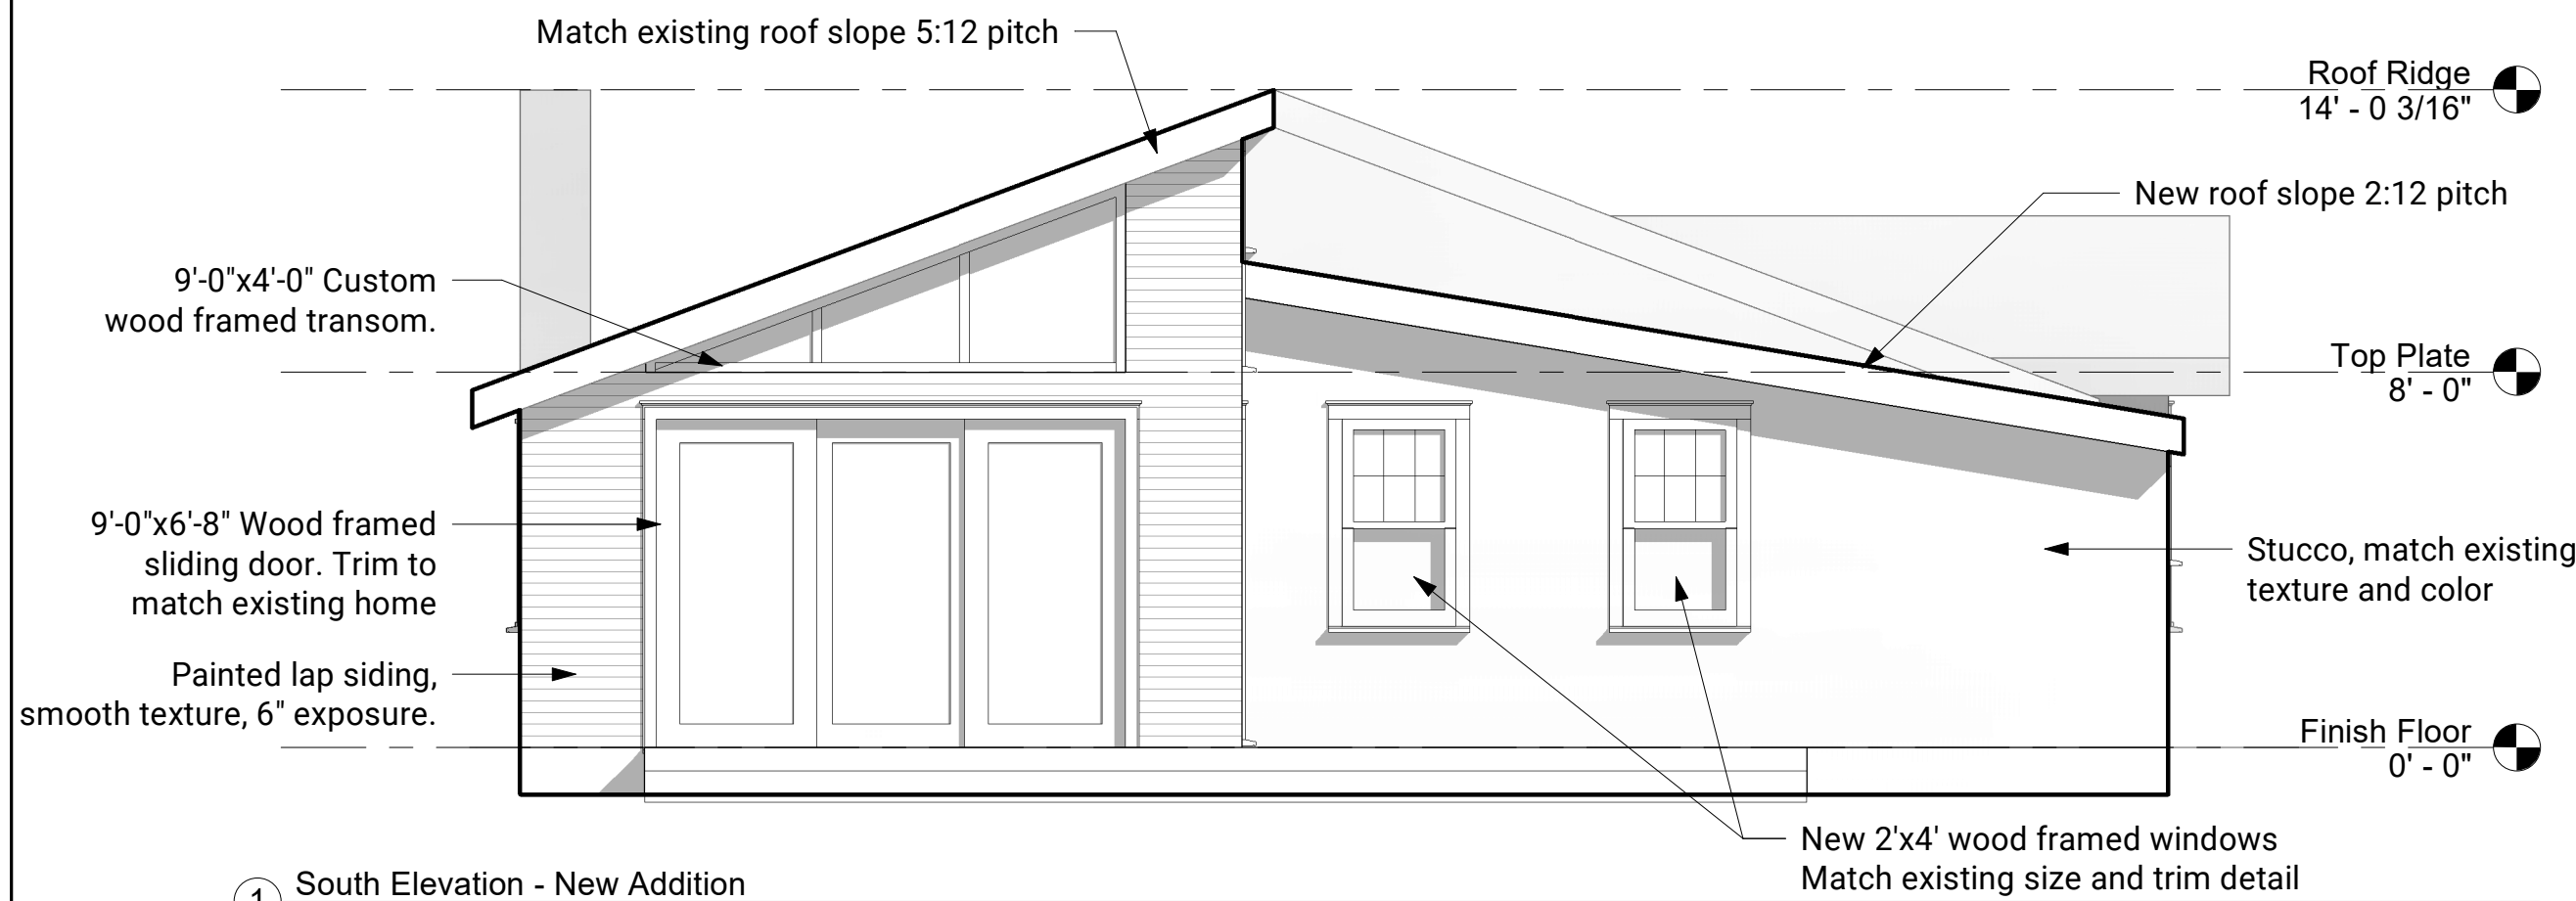 Match existing roof slope 5:12 pitch
Roof Ridge
14' - 0 3/16"
New roof slope 2:12 pitch
9'-0"x4'-0" Custom
wood framed transom.
Top Plate
8' - 0"
9'-0"x6'-8" Wood framed
sliding door. Trim to
match existing home
Stucco, match existing
texture and color
Painted lap siding,
smooth texture, 6" exposure.
Finish Floor
0' - 0"
New 2'x4' wood framed windows
Match existing size and trim detail
1
South Elevation - New Addition